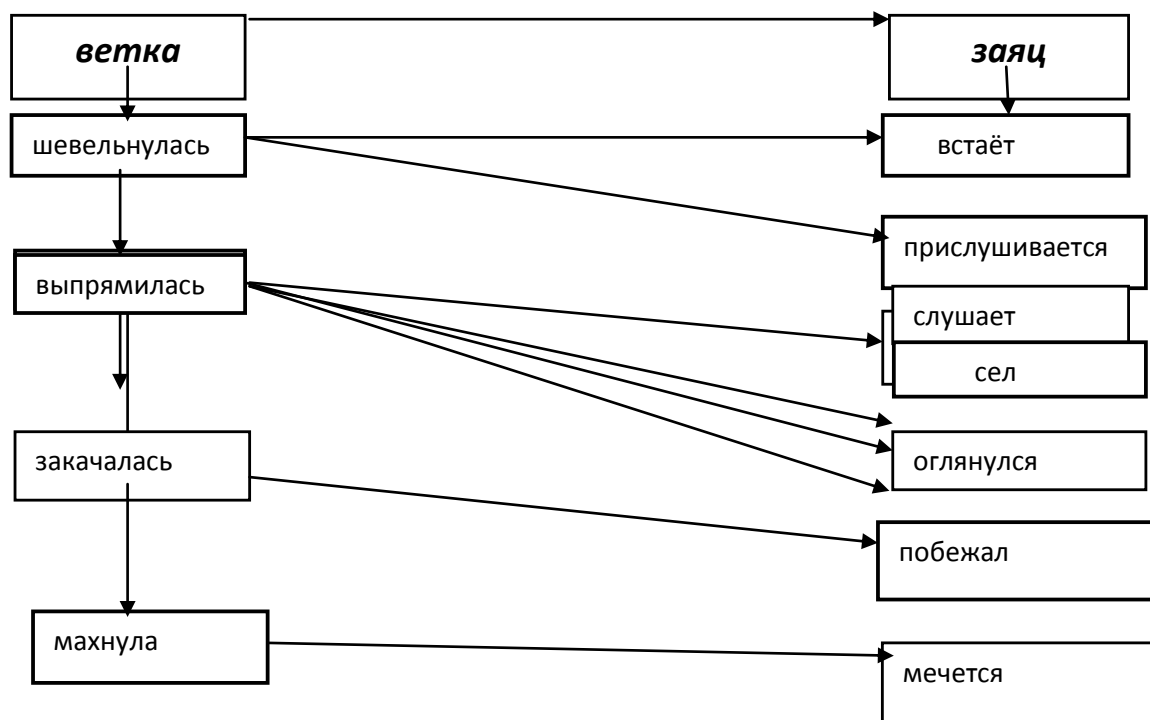 ветка
заяц
шевельнулась
встаёт
прислушивается
выпрямилась
слушает
сел
закачалась
оглянулся
побежал
махнула
мечется